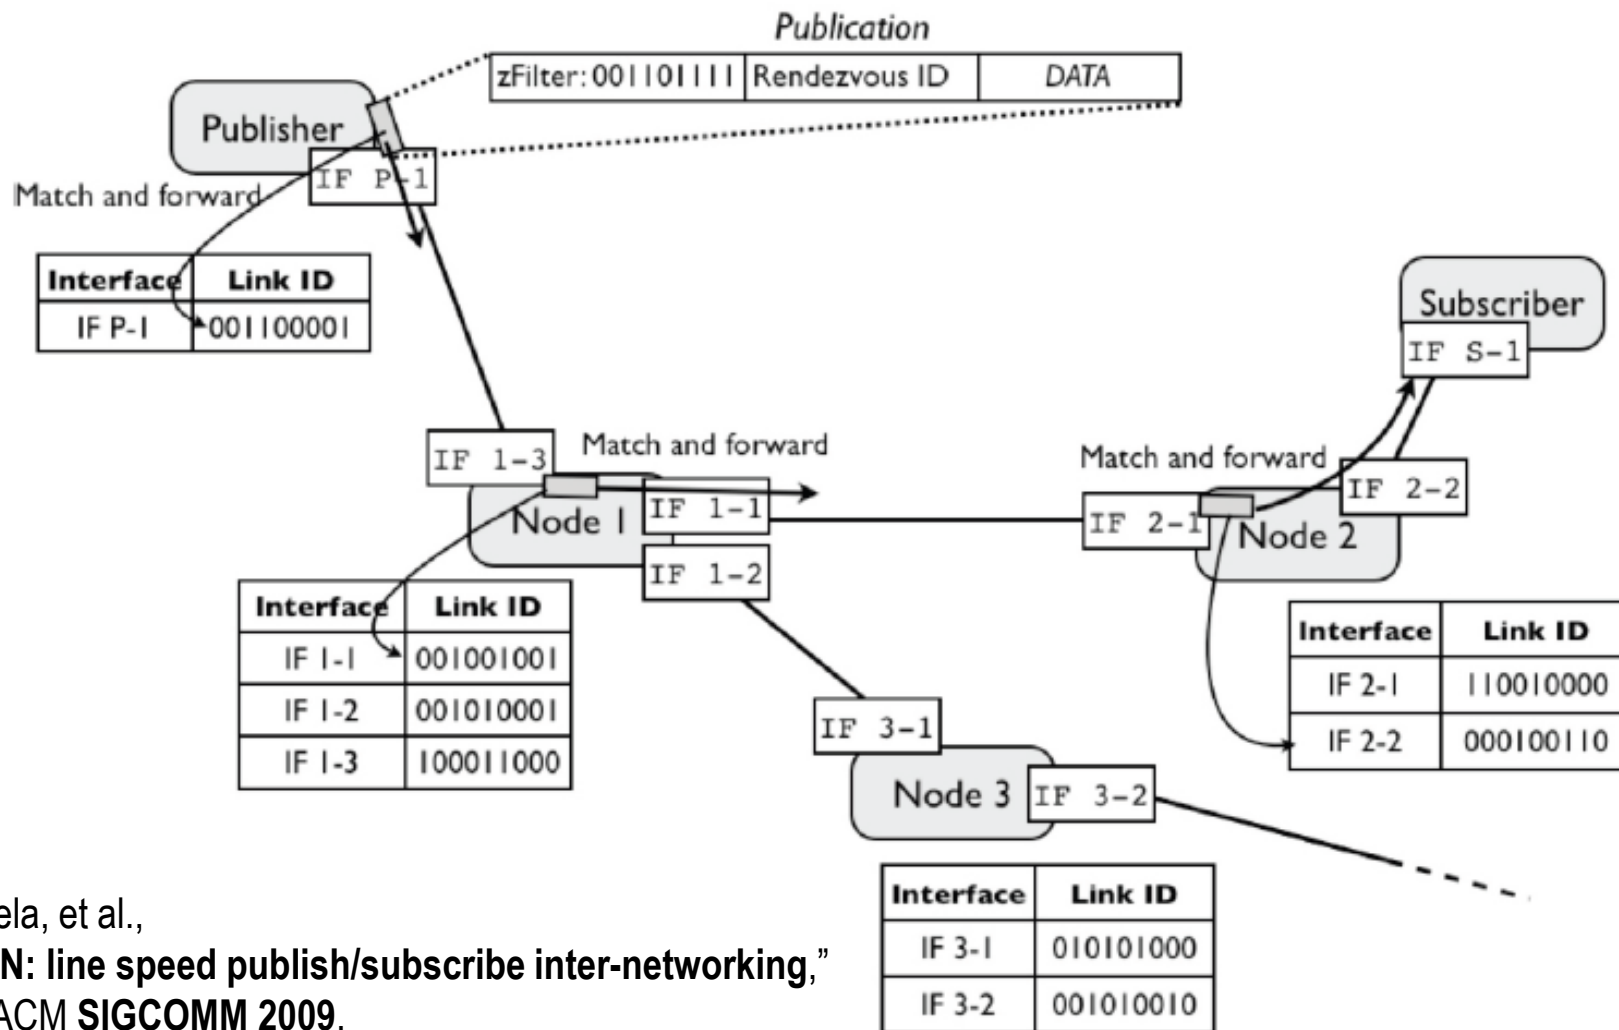 Publication
zFilter: 001101111 Rendezvous ID DATA
Publisher
IF P-1
Match and forward
Interface Link ID
IF P-1 001100001
Subscriber
IF S-1
IF 1-3
Match and forward
Node 1
IF 1-1
IF 1-2
Match and forward
IF 2-1
IF 2-2
Node 2
Interface Link ID
IF 1-1 001001001
IF 1-2 001010001
IF 1-3 100011000
Interface Link ID
IF 2-1 110010000
IF 2-2 000100110
IF 3-1
Node 3
IF 3-2
Interface Link ID
IF 3-1 010101000
IF 3-2 001010010
ela, et al.,
N: line speed publish/subscribe inter-networking,”
ACM SIGCOMM 2009.